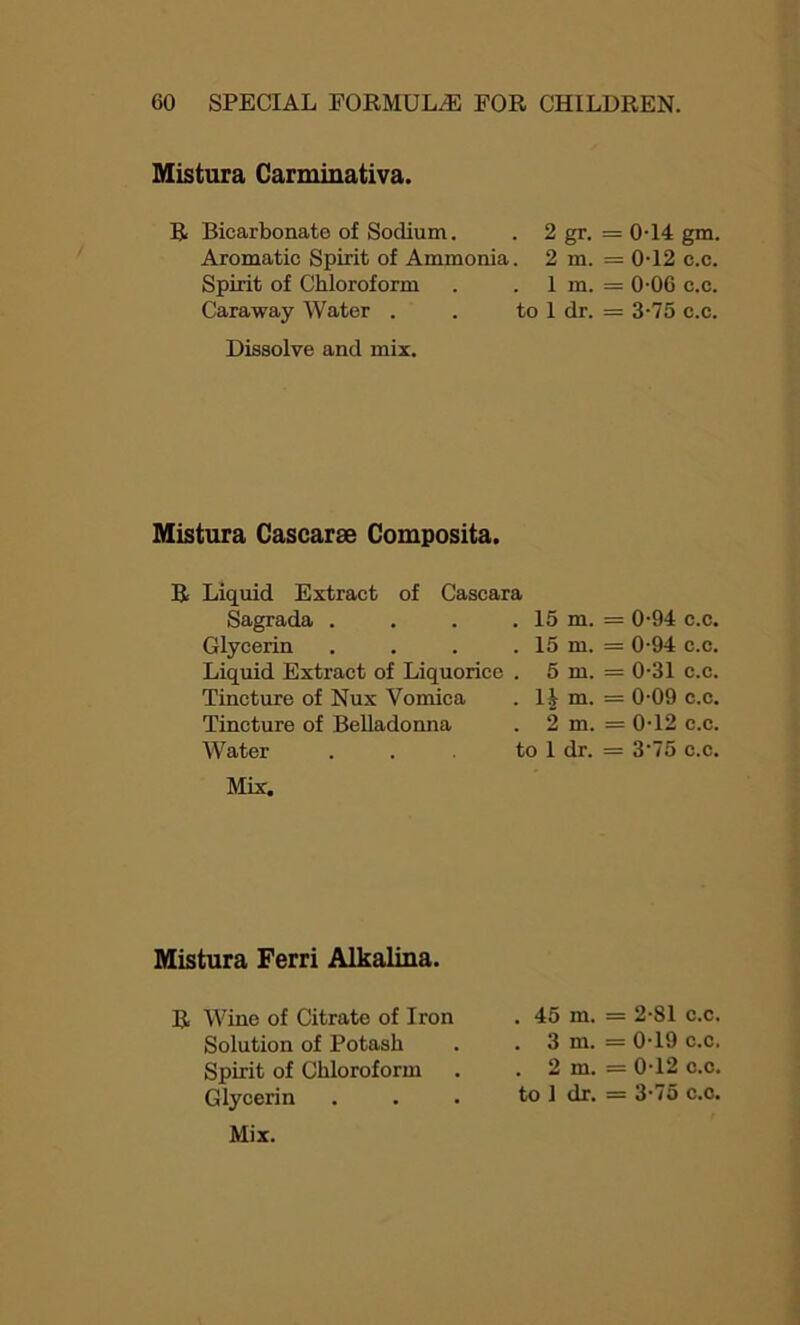 60 SPECIAL FORMULÆ FOR CHILDREN.
Mistura Carminativa.
℞ Bicarbonate of Sodium. . 2 gr. = 0·14 gm.
Aromatic Spirit of Ammonia. 2 m. = 0·12 c.c.
Spirit of Chloroform . . 1 m. = 0·06 c.c.
Caraway Water . . to 1 dr. = 3·75 c.c.
Dissolve and mix.
Mistura Cascaræ Composita.
℞ Liquid Extract of Cascara
Sagrada . . . . 15 m. = 0·94 c.c.
Glycerin . . . . 15 m. = 0·94 c.c.
Liquid Extract of Liquorice . 5 m. = 0·31 c.c.
Tincture of Nux Vomica . 1½ m. = 0·09 c.c.
Tincture of Belladonna . 2 m. = 0·12 c.c.
Water . . . to 1 dr. = 3·75 c.c.
Mix.
Mistura Ferri Alkalina.
℞ Wine of Citrate of Iron . 45 m. = 2·81 c.c.
Solution of Potash . . 3 m. = 0·19 c.c.
Spirit of Chloroform . . 2 m. = 0·12 c.c.
Glycerin . . . to 1 dr. = 3·75 c.c.
Mix.